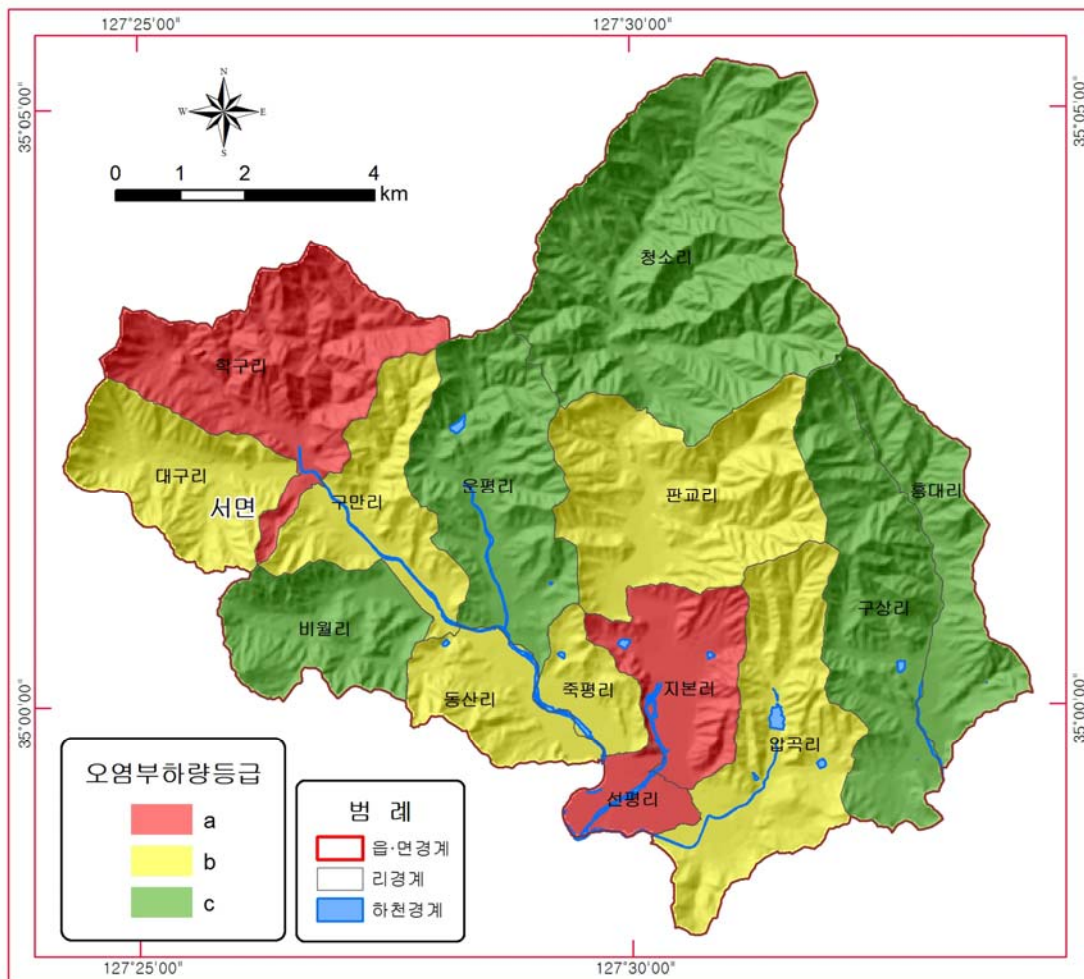 127°25'00"
127°30'00"
35°05'00"
35°05'00"
N
W
E
S
0 1 2 4
km
청소리
학구리
대구리
서면
구만리
운평리
판교리
흥대리
비월리
구상리
동산리
죽평리
지본리
압곡리
선평리
35°00'00"
35°00'00"
오염부하량등급
a
b
c
범 례
읍·면경계
리경계
하천경계
127°25'00"
127°30'00"